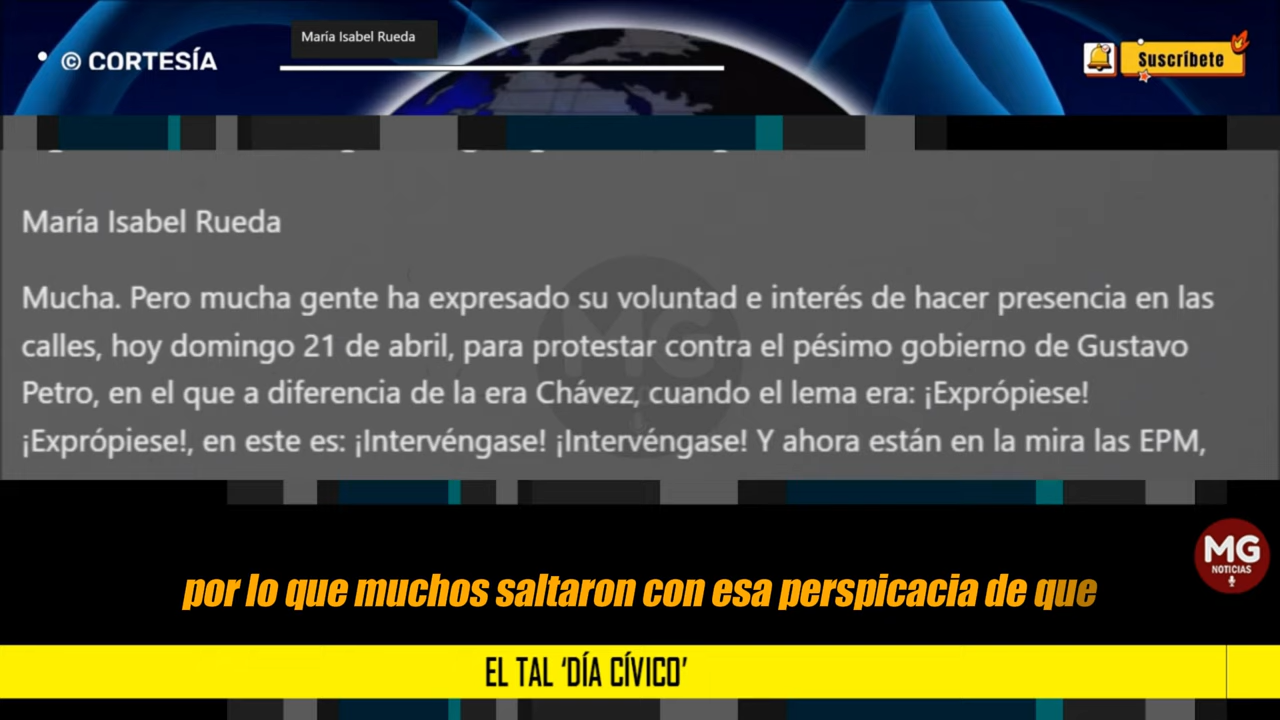 © CORTESÍA
María Isabel Rueda
Suscríbete
María Isabel Rueda
Mucha. Pero mucha gente ha expresado su voluntad e interés de hacer presencia en las
calles, hoy domingo 21 de abril, para protestar contra el pésimo gobierno de Gustavo
Petro, en el que a diferencia de la era Chávez, cuando el lema era: ¡Exprópiese!
¡Exprópiese!, en este es: ¡Intervéngase! ¡Intervéngase! Y ahora están en la mira las EPM,
MG
MG
NOTICIAS
por lo que muchos saltaron con esa perspicacia de que
EL TAL ‘DÍA CÍVICO’